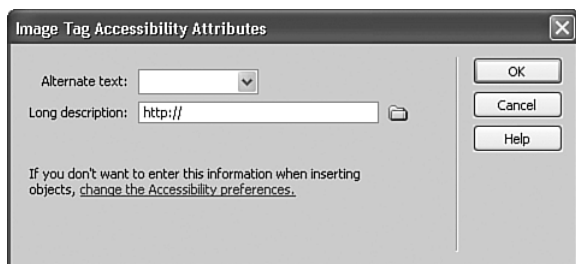 Image Tag Accessibility Attributes
Alternate text:
Long description: http://
OK
Cancel
Help
If you don't want to enter this information when inserting
objects, change the Accessibility preferences.